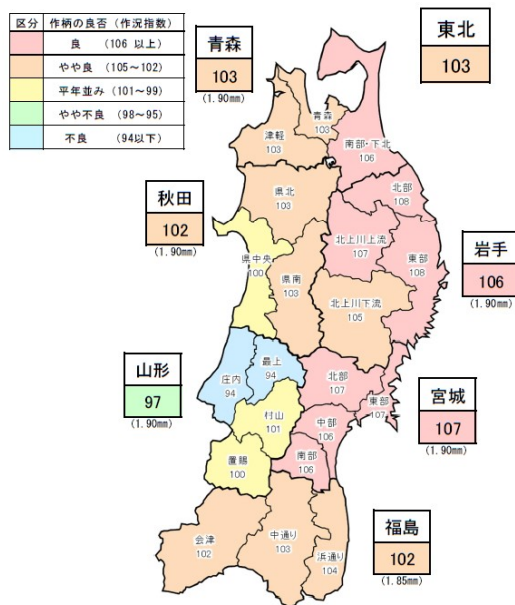 区分 作柄の良否 (作況指数)
良 (106 以上)
やや良 (105～102)
平年並み (101～99)
やや不良 (98～95)
不良 (94以下)
青森
103
(1.90mm)
東北
103
青森
103
津軽
103
南部・下北
106
秋田
102
(1.90mm)
県北
103
県中央
100
県南
103
北部
108
北上川上流
107
東部
108
北上川下流
105
岩手
106
(1.90mm)
山形
97
(1.90mm)
庄内
94
最上
94
村山
101
置賜
100
北部
107
東部
107
中部
106
南部
106
宮城
107
(1.90mm)
会津
102
中通り
103
浜通り
104
福島
102
(1.85mm)